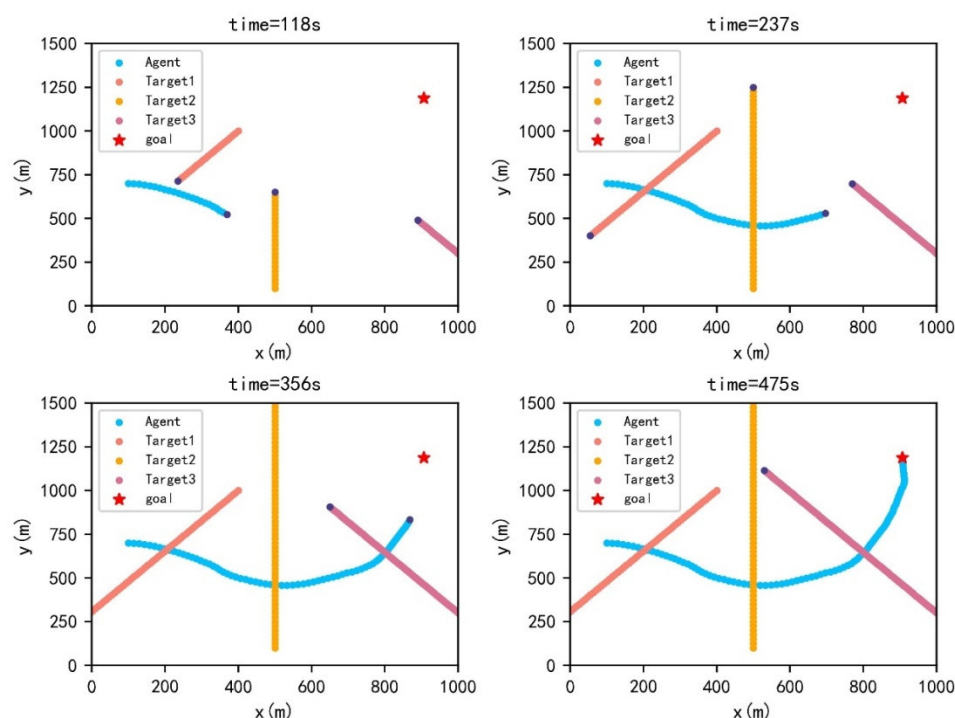 time=118s
1500
1250
1000
750
500
250
0
y(m)
Agent
Target1
Target2
Target3
goal
0 200 400 600 800 1000
x(m)
time=237s
1500
1250
1000
750
500
250
0
y(m)
Agent
Target1
Target2
Target3
goal
0 200 400 600 800 1000
x(m)
time=356s
1500
1250
1000
750
500
250
0
y(m)
Agent
Target1
Target2
Target3
goal
0 200 400 600 800 1000
x(m)
time=475s
1500
1250
1000
750
500
250
0
y(m)
Agent
Target1
Target2
Target3
goal
0 200 400 600 800 1000
x(m)